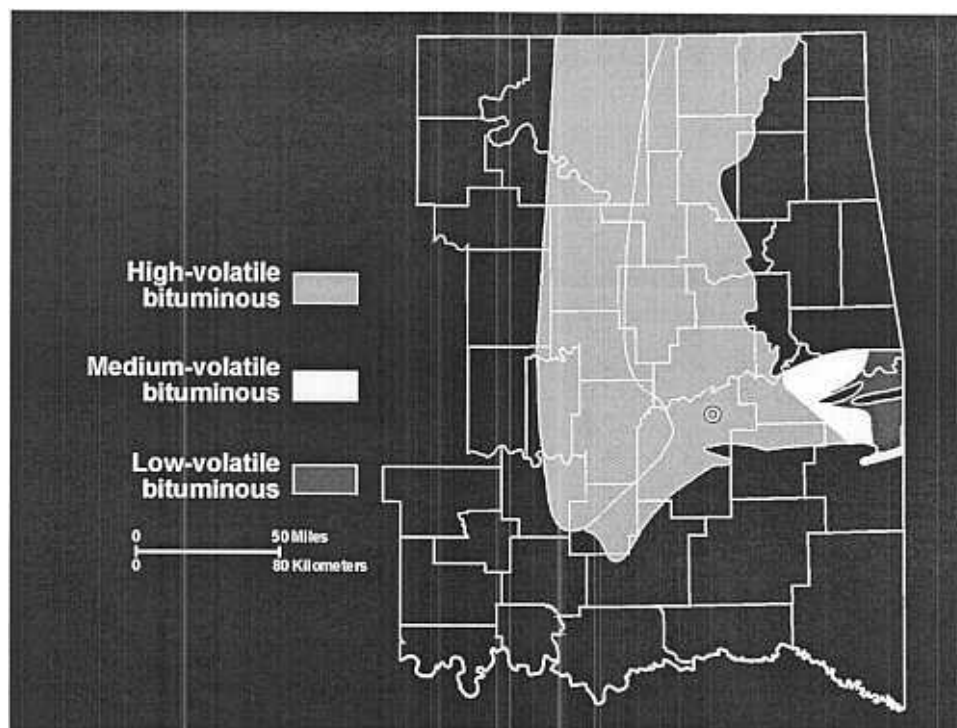 High-volatile
bituminous
Medium-volatile
bituminous
Low-volatile
bituminous
0 50 Miles
0 80 Kilometers